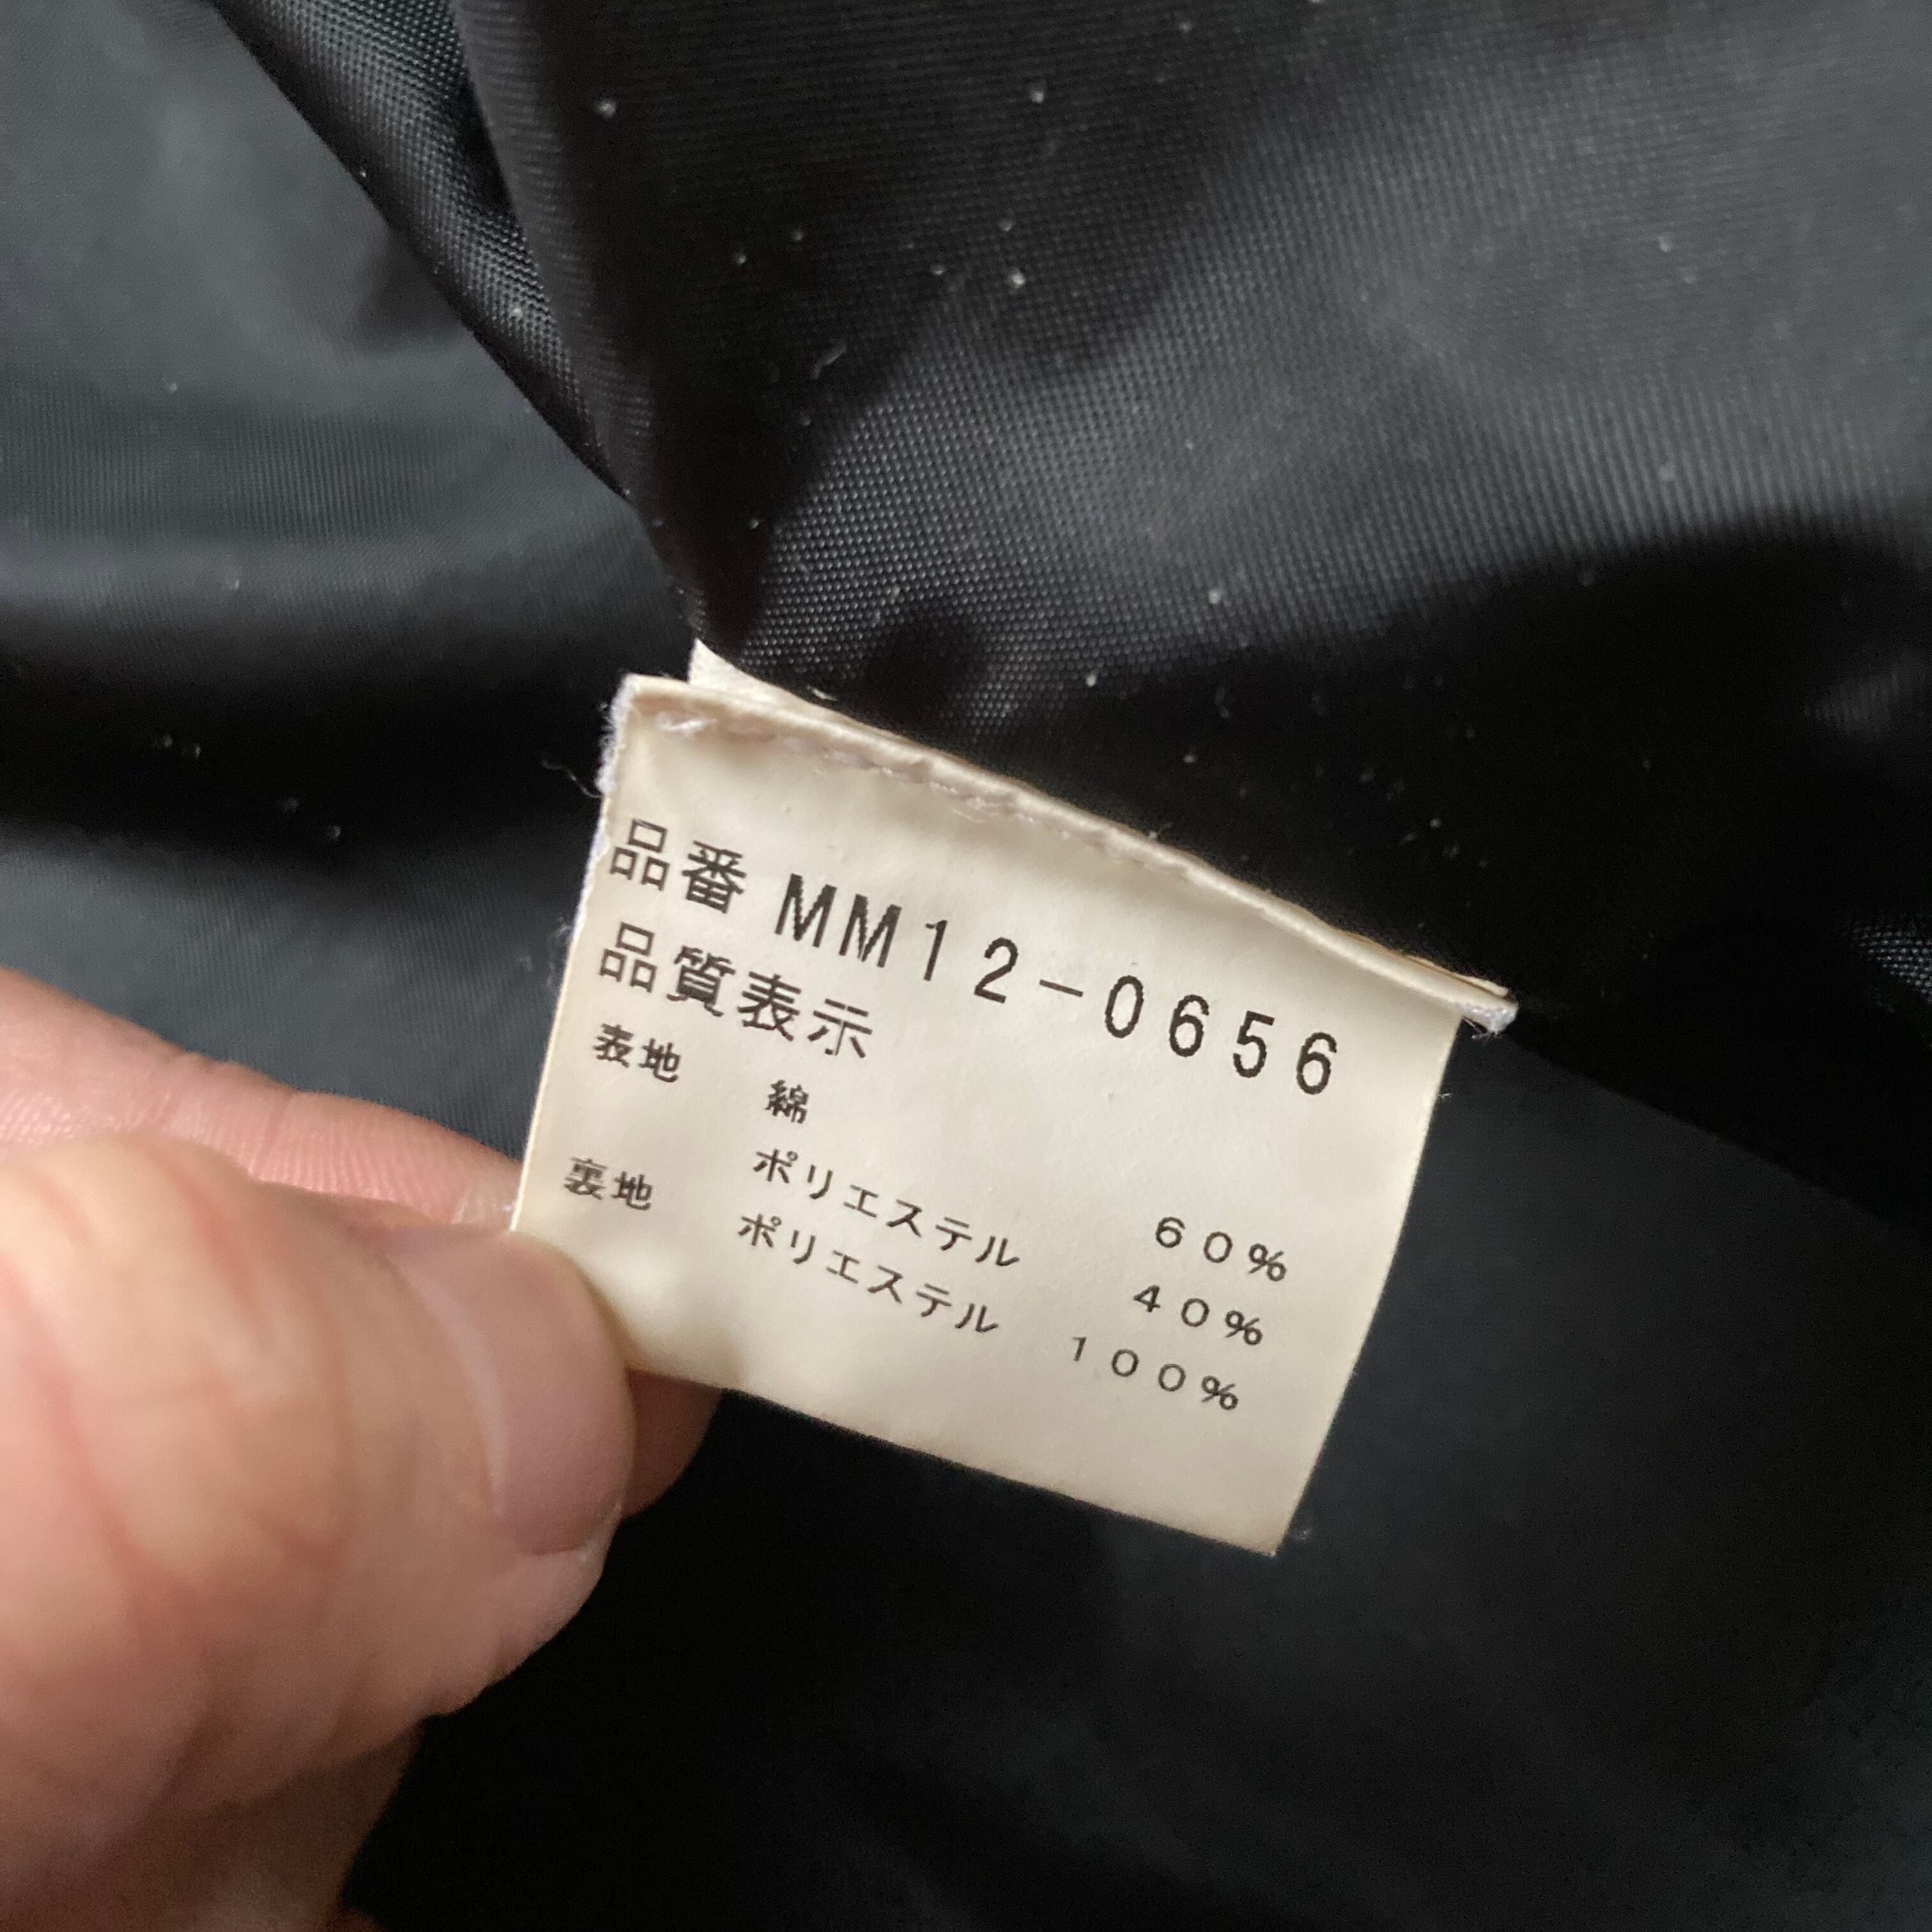 品番 MM12-0656
品質表示
表地 綿 60%
ポリエステル 40%
裏地 ポリエステル 100%